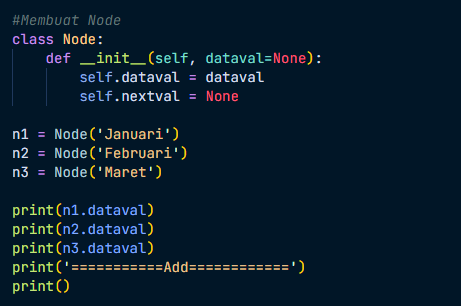 #Membuat Node
class Node:
    def __init__(self, dataval=None):
        self.dataval = dataval
        self.nextval = None

n1 = Node('Januari')
n2 = Node('Februari')
n3 = Node('Maret')

print(n1.dataval)
print(n2.dataval)
print(n3.dataval)
print('===========Add============')
print()